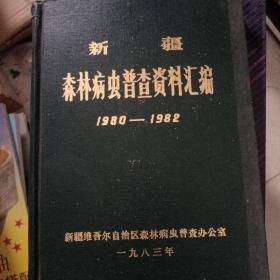 新 疆
森林病虫普查资料汇编
1980—1982
新疆维吾尔自治区森林病虫普查办公室
一九八三年
由